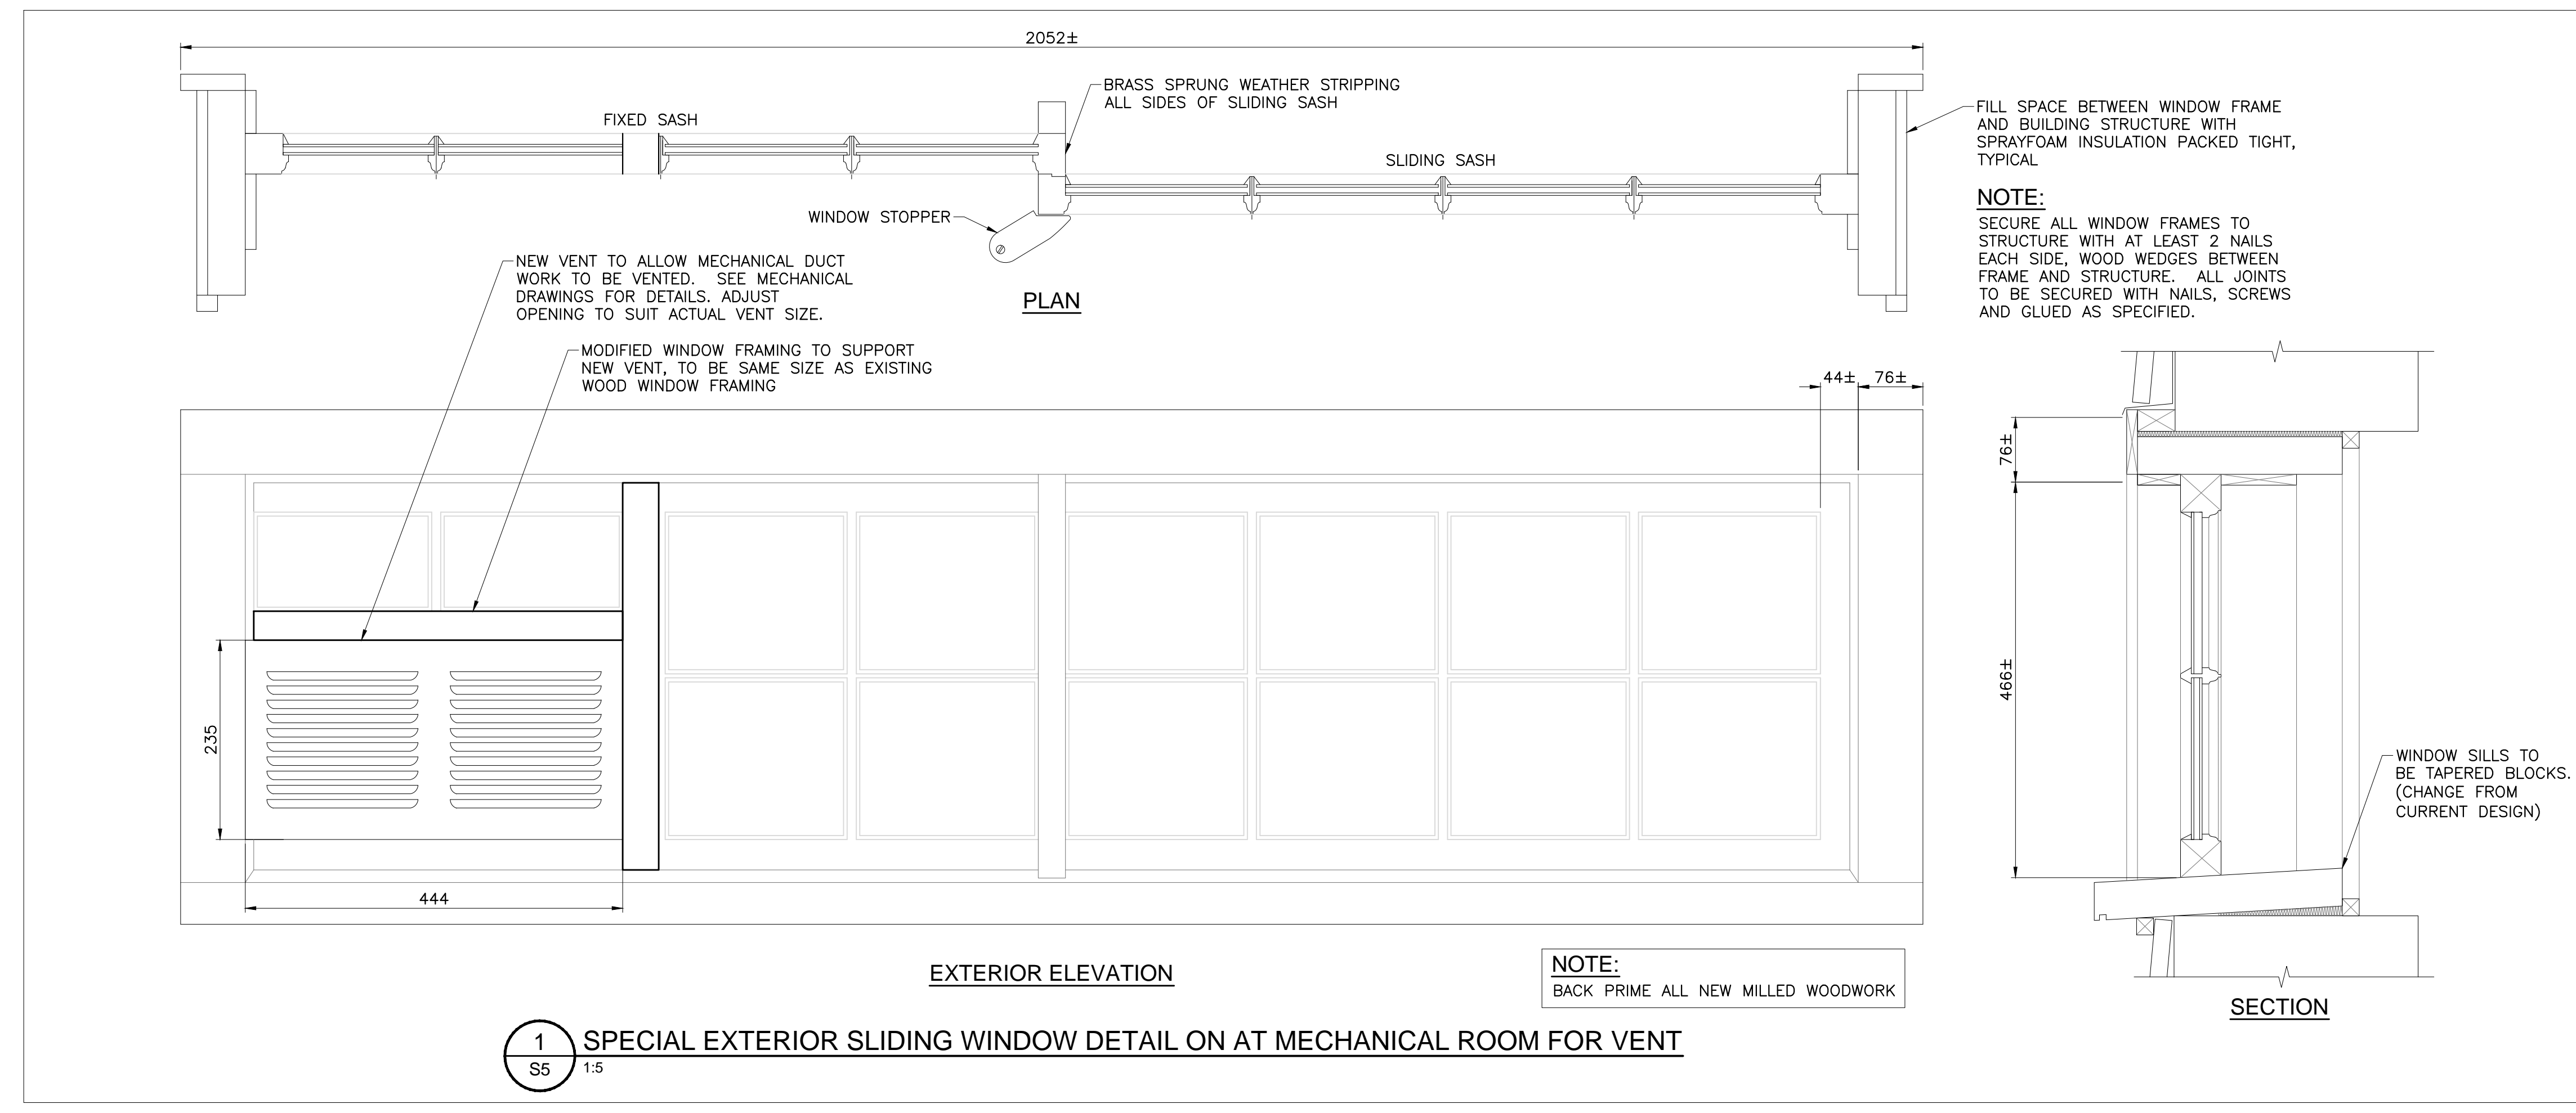 2052±
BRASS SPRUNG WEATHER STRIPPING
ALL SIDES OF SLIDING SASH
FIXED SASH
SLIDING SASH
FILL SPACE BETWEEN WINDOW FRAME
AND BUILDING STRUCTURE WITH
SPRAYFOAM INSULATION PACKED TIGHT,
TYPICAL
NOTE:
SECURE ALL WINDOW FRAMES TO
STRUCTURE WITH AT LEAST 2 NAILS
EACH SIDE, WOOD WEDGES BETWEEN
FRAME AND STRUCTURE. ALL JOINTS
TO BE SECURED WITH NAILS, SCREWS
AND GLUED AS SPECIFIED.
WINDOW STOPPER
NEW VENT TO ALLOW MECHANICAL DUCT
WORK TO BE VENTED. SEE MECHANICAL
DRAWINGS FOR DETAILS. ADJUST
OPENING TO SUIT ACTUAL VENT SIZE.
PLAN
MODIFIED WINDOW FRAMING TO SUPPORT
NEW VENT, TO BE SAME SIZE AS EXISTING
WOOD WINDOW FRAMING
44±
76±
76±
466±
235
444
WINDOW SILLS TO
BE TAPERED BLOCKS.
(CHANGE FROM
CURRENT DESIGN)
EXTERIOR ELEVATION
NOTE:
BACK PRIME ALL NEW MILLED WOODWORK
SECTION
1
S5
SPECIAL EXTERIOR SLIDING WINDOW DETAIL ON AT MECHANICAL ROOM FOR VENT
1:5